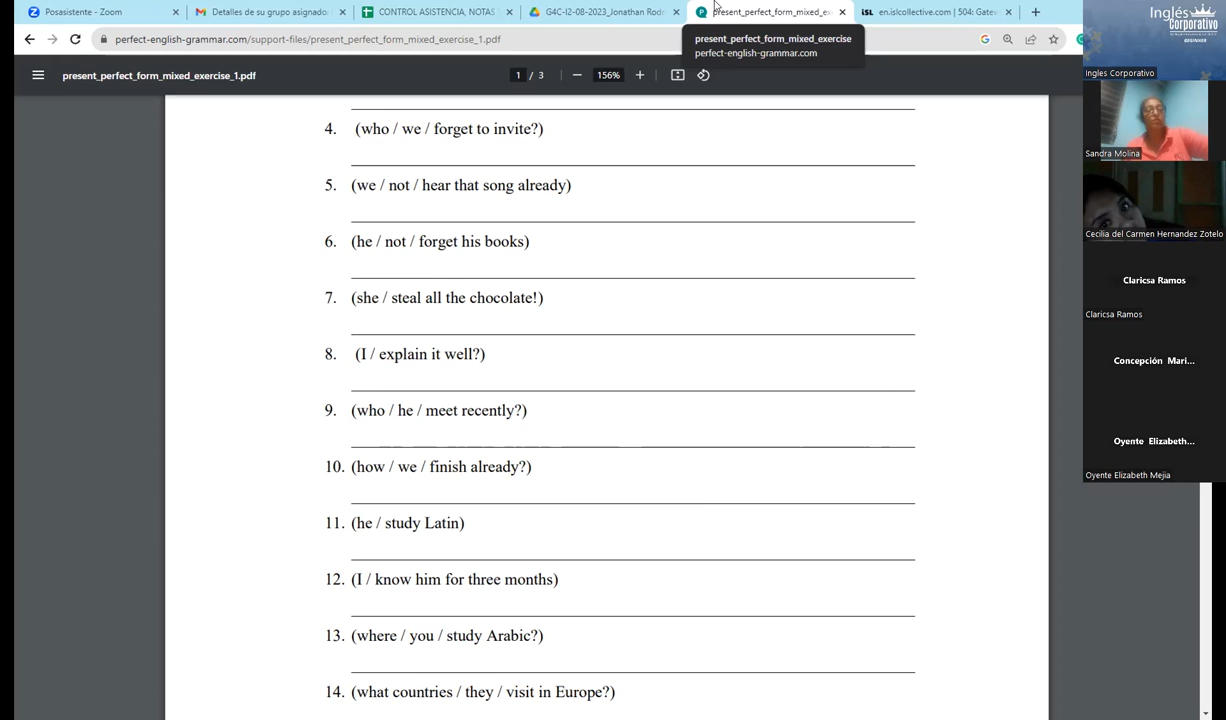 Posasistente - Zoom
Detalles de su grupo asignado
CONTROL ASISTENCIA, NOTAS
G4C-I2-08-2023_Jonathan Rod
present_perfect_form_mixed_ex
en.islcollective.com | 504: Gatev
perfect-english-grammar.com/support-files/present_perfect_form_mixed_exercise_1.pdf
present_perfect_form_mixed_exercise
perfect-english-grammar.com
present_perfect_form_mixed_exercise_1.pdf
1 / 3
156%
4. (who / we / forget to invite?)
5. (we / not / hear that song already)
6. (he / not / forget his books)
7. (she / steal all the chocolate!)
8. (I / explain it well?)
9. (who / he / meet recently?)
10. (how / we / finish already?)
11. (he / study Latin)
12. (I / know him for three months)
13. (where / you / study Arabic?)
14. (what countries / they / visit in Europe?)
Inglés
Corporativo
BEGINNER
Ingles Corporativo
Sandra Molina
Cecilia del Carmen Hernandez Zotelo
Claricsa Ramos
Claricsa Ramos
Concepción Mari...
Oyente Elizabeth...
Oyente Elizabeth Mejia